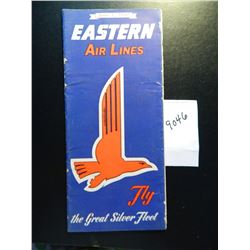 EASTERN
AIR LINES
9046
Fly
the Great Silver Fleet